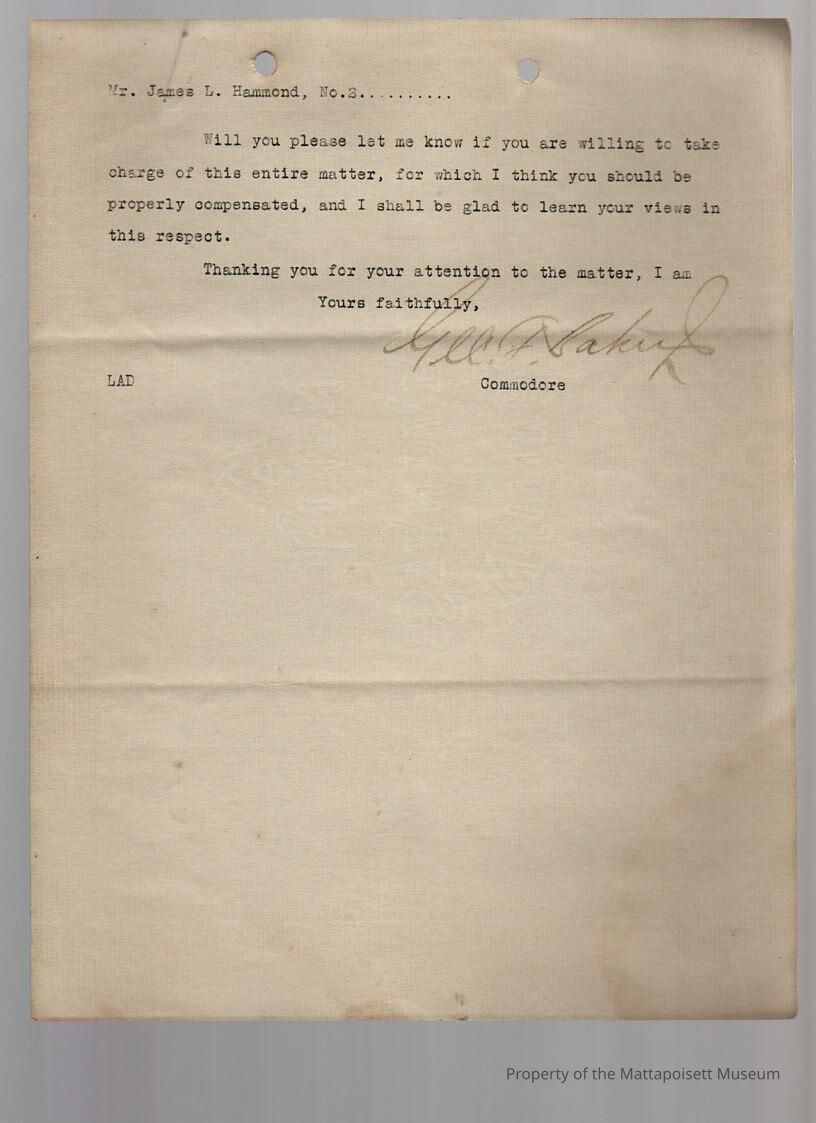 Mr. James L. Hammond, No.2..........
Will you please let me know if you are willing to take
charge of this entire matter, for which I think you should be
properly compensated, and I shall be glad to learn your views in
this respect.
Thanking you for your attention to the matter, I am
Yours faithfully,
Geo. F. Baker Jr
LAD
Commodore
Property of the Mattapoisett Museum